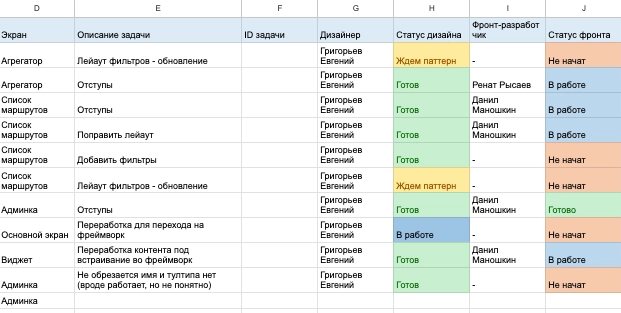 D E F G H I J
Экран Описание задачи ID задачи Дизайнер Статус дизайна Фронт-разработ
чик Статус фронта
Агрегатор Лейаут фильтров - обновление Григорьев
Евгений Ждем паттерн - Не начат
Агрегатор Отступы Григорьев
Евгений Готов Ренат Рысаев В работе
Список
маршрутов Отступы Григорьев
Евгений Готов Данил
Маношкин В работе
Список
маршрутов Поправить лейаут Григорьев
Евгений Готов Данил
Маношкин В работе
Список
маршрутов Добавить фильтры Григорьев
Евгений Готов - Не начат
Список
маршрутов Лейаут фильтров - обновление Григорьев
Евгений Ждем паттерн - Не начат
Админка Отступы Григорьев
Евгений Готов Данил
Маношкин Готово
Основной экран Переработка для перехода на
фреймворк Григорьев
Евгений В работе - Не начат
Виджет Переработка контента под
встраивание во фреймворк Григорьев
Евгений Готов Данил
Маношкин В работе
Админка Не обрезается имя и тултипа нет
(вроде работает, но не понятно) Григорьев
Евгений Готов - Не начат
Админка